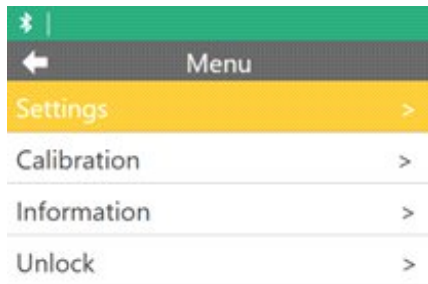 Menu
Settings >
Calibration >
Information >
Unlock >